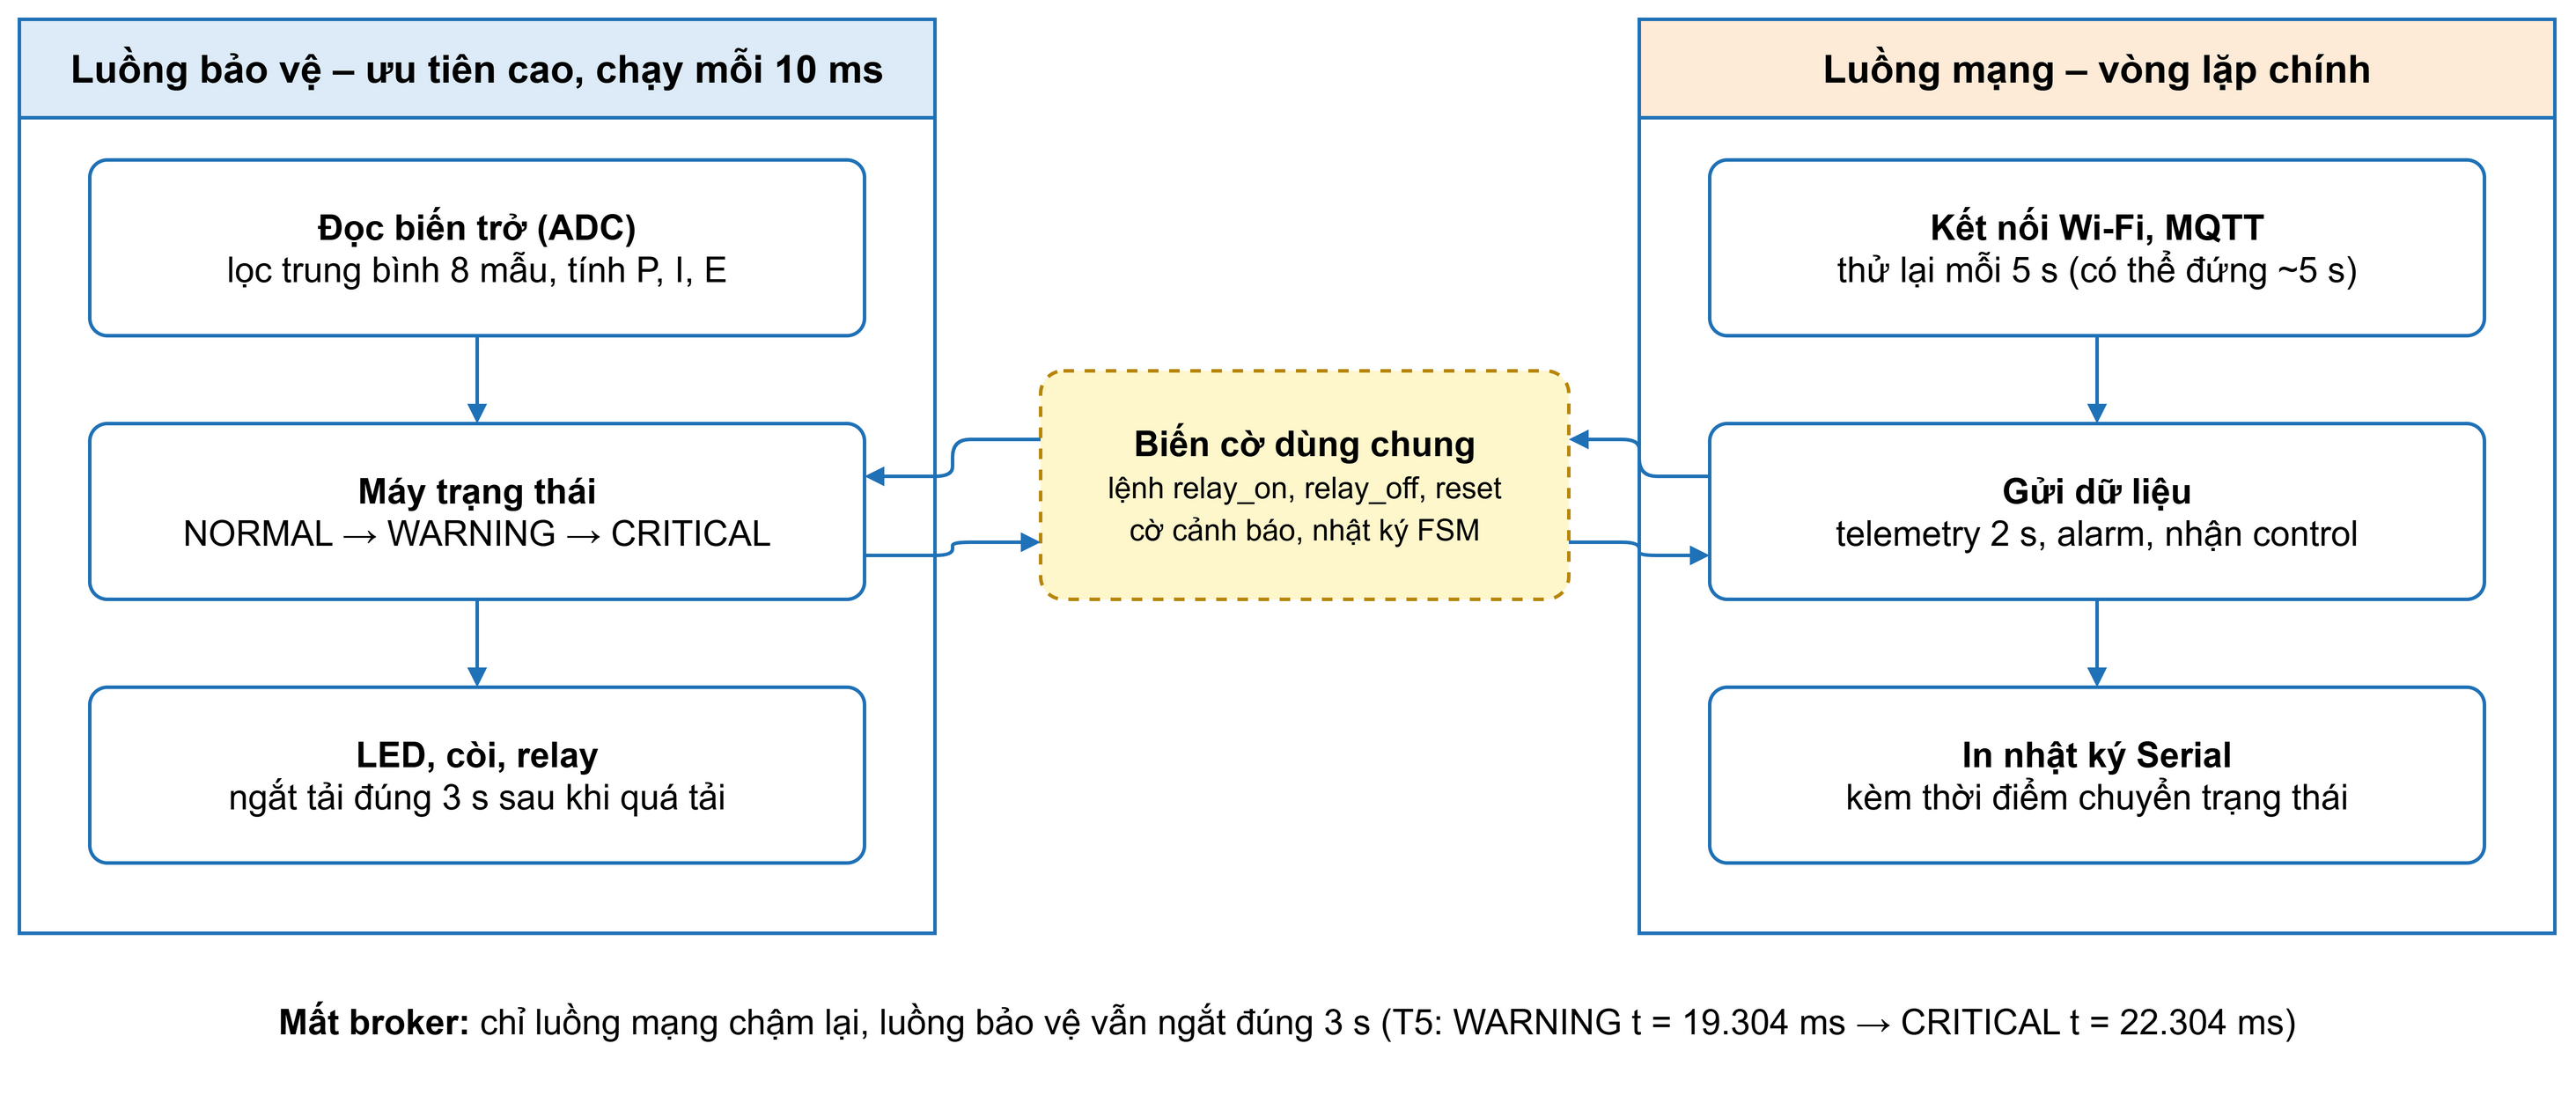 Luồng bảo vệ – ưu tiên cao, chạy mỗi 10 ms
Đọc biến trở (ADC)
lọc trung bình 8 mẫu, tính P, I, E
Máy trạng thái
NORMAL → WARNING → CRITICAL
LED, còi, relay
ngắt tải đúng 3 s sau khi quá tải
Biến cờ dùng chung
lệnh relay_on, relay_off, reset
cờ cảnh báo, nhật ký FSM
Luồng mạng – vòng lặp chính
Kết nối Wi-Fi, MQTT
thử lại mỗi 5 s (có thể đứng ~5 s)
Gửi dữ liệu
telemetry 2 s, alarm, nhận control
In nhật ký Serial
kèm thời điểm chuyển trạng thái
Mất broker: chỉ luồng mạng chậm lại, luồng bảo vệ vẫn ngắt đúng 3 s (T5: WARNING t = 19.304 ms → CRITICAL t = 22.304 ms)